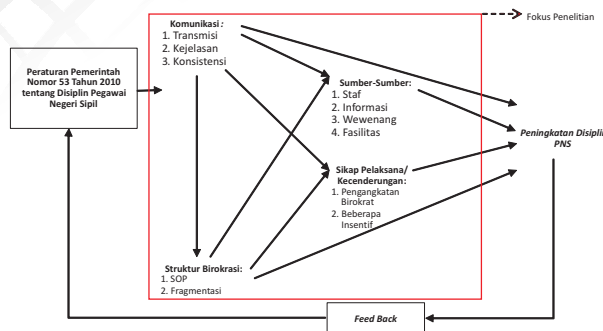 Komunikasi :
1. Transmisi
2. Kejelasan
3. Konsistensi
Fokus Penelitian
Peraturan Pemerintah
Nomor 53 Tahun 2010
tentang Disiplin Pegawai
Negeri Sipil
Sumber-Sumber:
1. Staf
2. Informasi
3. Wewenang
4. Fasilitas
Peningkatan Disiplin
PNS
Sikap Pelaksana/
Kecenderungan:
1. Pengangkatan
Birokrat
2. Beberapa
Insentif
Struktur Birokrasi:
1. SOP
2. Fragmentasi
Feed Back